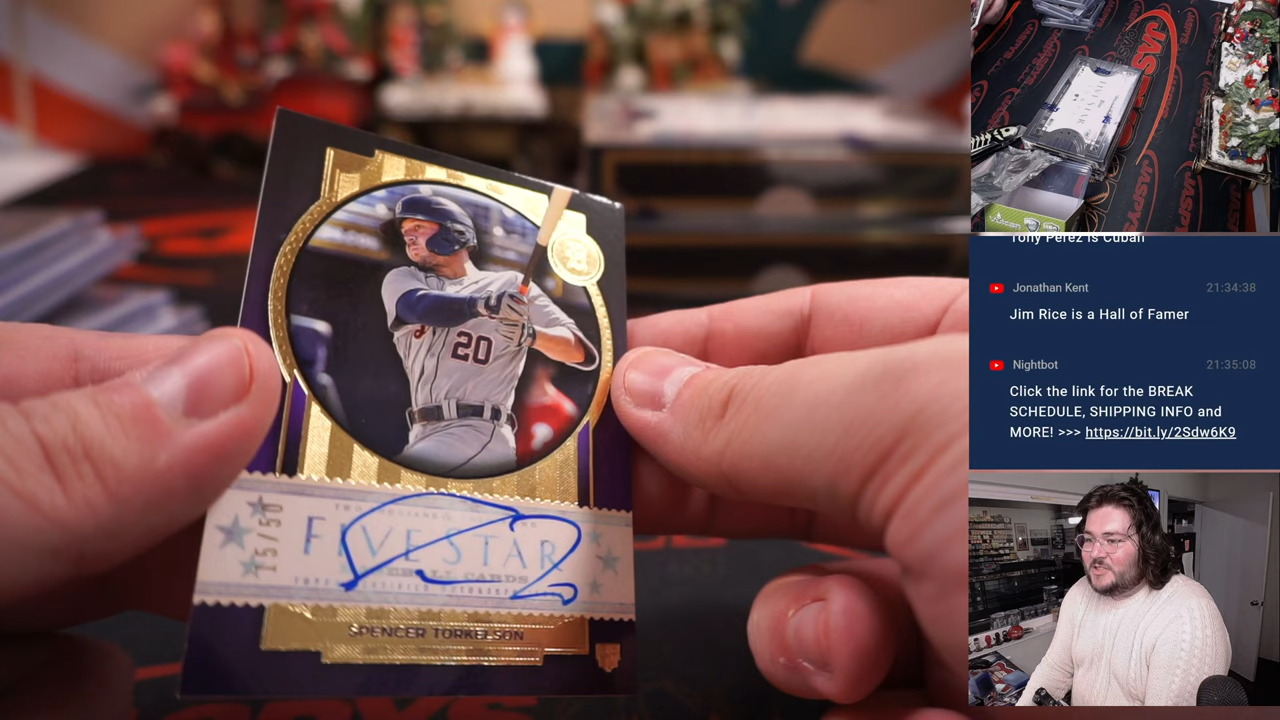 20
15/50
FIVE STAR
SPENCER TORKELSON
JASPYS
Tony Perez is Cuban
Jonathan Kent
21:34:38
Jim Rice is a Hall of Famer
Nightbot
21:35:08
Click the link for the BREAK
SCHEDULE, SHIPPING INFO and
MORE! >>> https://bit.ly/2Sdw6K9